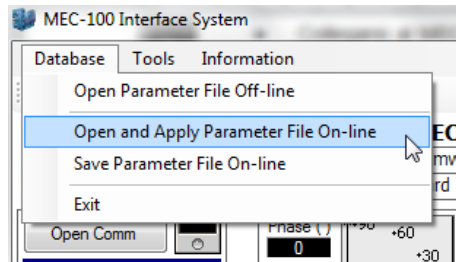 MEC-100 Interface System
Database Tools Information
Open Parameter File Off-line
Open and Apply Parameter File On-line
Save Parameter File On-line
Exit
Open Comm
Phase ( )
0
+90
+60
+30